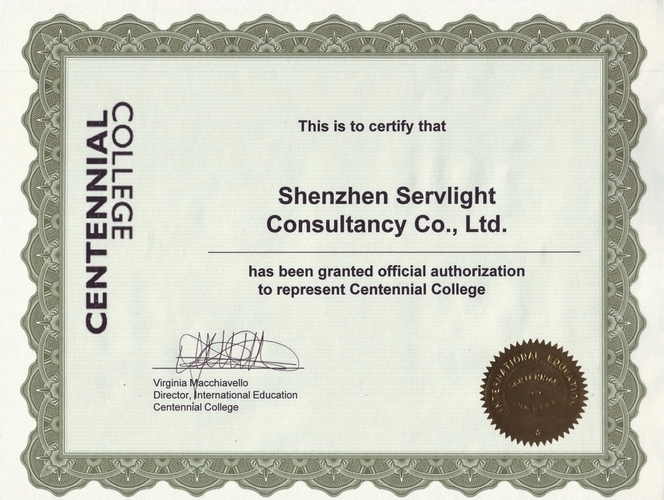 CENTENNIAL
COLLEGE
This is to certify that
Shenzhen Servlight
Consultancy Co., Ltd.
has been granted official authorization
to represent Centennial College
Virginia Macchiavello
Director, International Education
Centennial College
INTERNATIONAL EDUCATION
CENTENNIAL